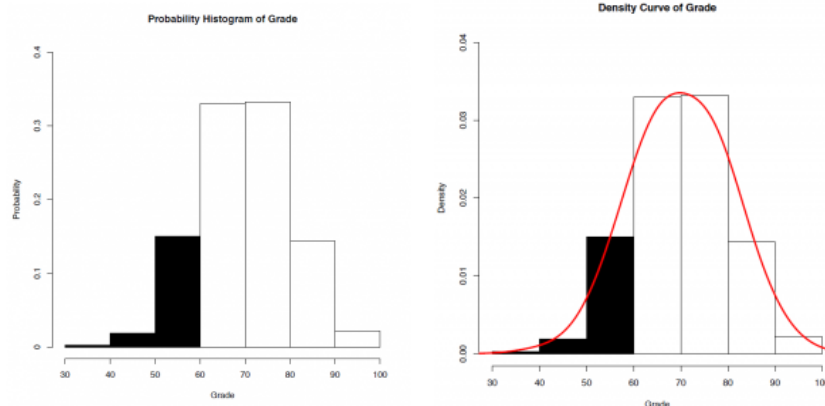 Probability Histogram of Grade
Probability
0.4
0.3
0.2
0.1
0
30 40 50 60 70 80 90 100
Grade
Density Curve of Grade
Density
0.04
0.03
0.02
0.01
0.00
30 40 50 60 70 80 90 100
Grade